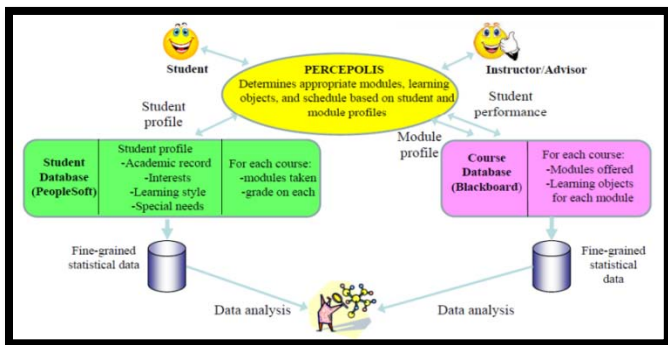 Student
PERCEPOLIS
Determines appropriate modules, learning
objects, and schedule based on student and
module profiles
Instructor/Advisor
Student
profile
Student
performance
Module
profile
Student
Database
(PeopleSoft)
Student profile
-Academic record
-Interests
-Learning style
-Special needs
For each course:
-modules taken
-grade on each
Course
Database
(Blackboard)
For each course:
-Modules offered
-Learning objects
for each module
Fine-grained
statistical data
Fine-grained
statistical
data
Data analysis
Data analysis